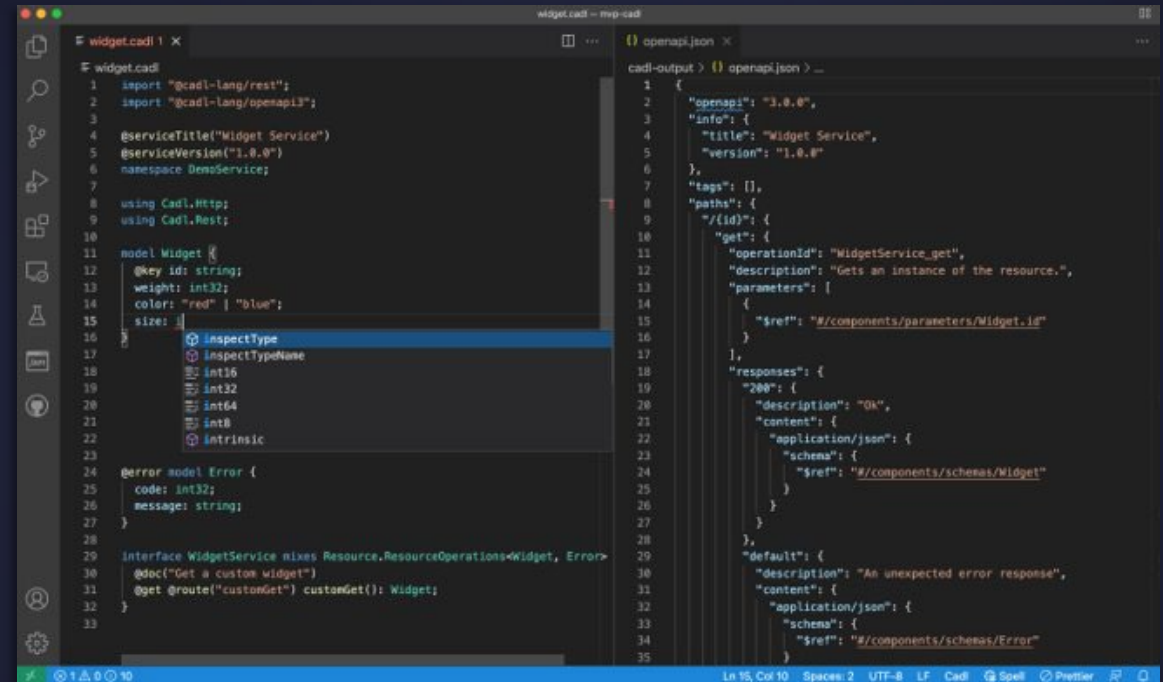 widget.cadl — mvp-cadl
widget.cadl 1 ×
widget.cadl
1 import "@cadl-lang/rest";
2 import "@cadl-lang/openapi3";
3
4 @serviceTitle("Widget Service")
5 @serviceVersion("1.0.0")
6 namespace DemoService;
7
8 using Cadl.Http;
9 using Cadl.Rest;
10
11 model Widget {
12 @key id: string;
13 weight: int32;
14 color: "red" | "blue";
15 size: i
16 }
inspectType
17 inspectTypeName
18 int16
19 int32
20 int64
21 int8
22 intrinsic
23
24 @error model Error {
25 code: int32;
26 message: string;
27 }
28
29 interface WidgetService mixes Resource.ResourceOperations<Widget, Error>
30 @doc("Get a custom widget")
31 @get @route("customGet") customGet(): Widget;
32 }
33
{} openapi.json ×
cadl-output > {} openapi.json > ...
1 {
2 "openapi": "3.0.0",
3 "info": {
4 "title": "Widget Service",
5 "version": "1.0.0"
6 },
7 "tags": [],
8 "paths": {
9 "/{id}": {
10 "get": {
11 "operationId": "WidgetService_get",
12 "description": "Gets an instance of the resource.",
13 "parameters": [
14 {
15 "$ref": "#/components/parameters/Widget.id"
16 }
17 ],
18 "responses": {
19 "200": {
20 "description": "Ok",
21 "content": {
22 "application/json": {
23 "schema": {
24 "$ref": "#/components/schemas/Widget"
25 }
26 }
27 }
28 },
29 "default": {
30 "description": "An unexpected error response",
31 "content": {
32 "application/json": {
33 "schema": {
34 "$ref": "#/components/schemas/Error"
35 }
1 0 10
Ln 15, Col 10 Spaces: 2 UTF-8 LF Cadl Spell Prettier